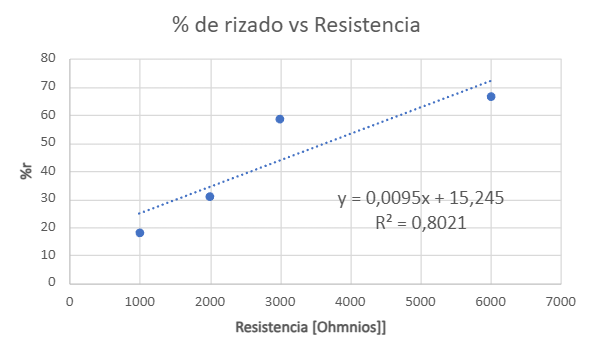 % de rizado vs Resistencia
80
70
60
50
40
30
20
10
0
%r
y = 0,0095x + 15,245
R² = 0,8021
0 1000 2000 3000 4000 5000 6000 7000
Resistencia [Ohmnios]]